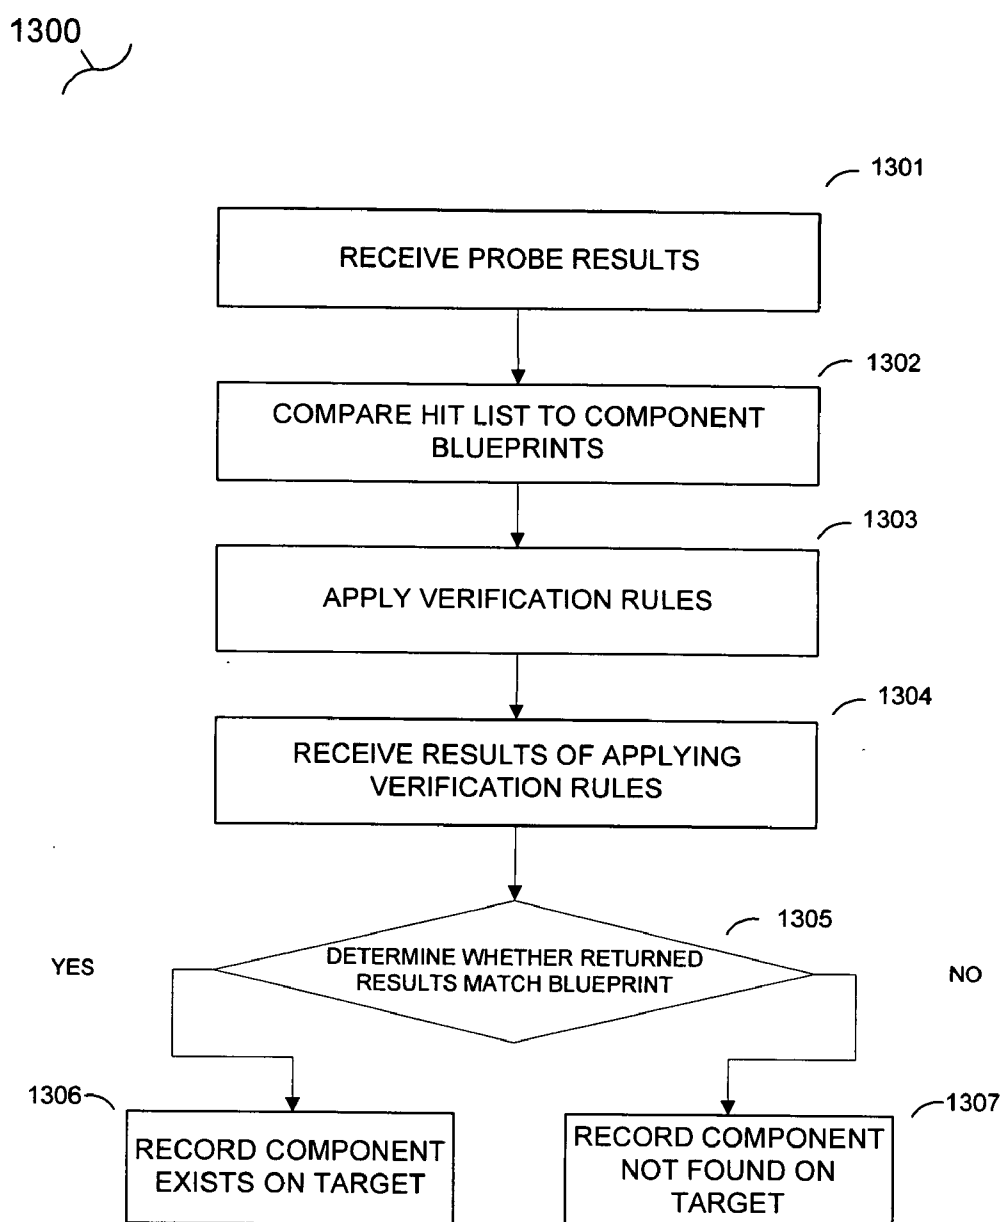 1300
1301
RECEIVE PROBE RESULTS
1302
COMPARE HIT LIST TO COMPONENT
BLUEPRINTS
1303
APPLY VERIFICATION RULES
1304
RECEIVE RESULTS OF APPLYING
VERIFICATION RULES
1305
DETERMINE WHETHER RETURNED
RESULTS MATCH BLUEPRINT
YES
NO
1306
RECORD COMPONENT
EXISTS ON TARGET
1307
RECORD COMPONENT
NOT FOUND ON
TARGET